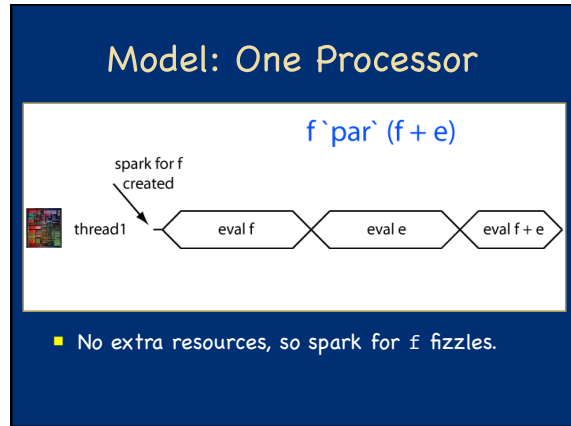 Model: One Processor
f `par` (f + e)
spark for f
created
thread1
eval f
eval e
eval f + e
No extra resources, so spark for f fizzles.